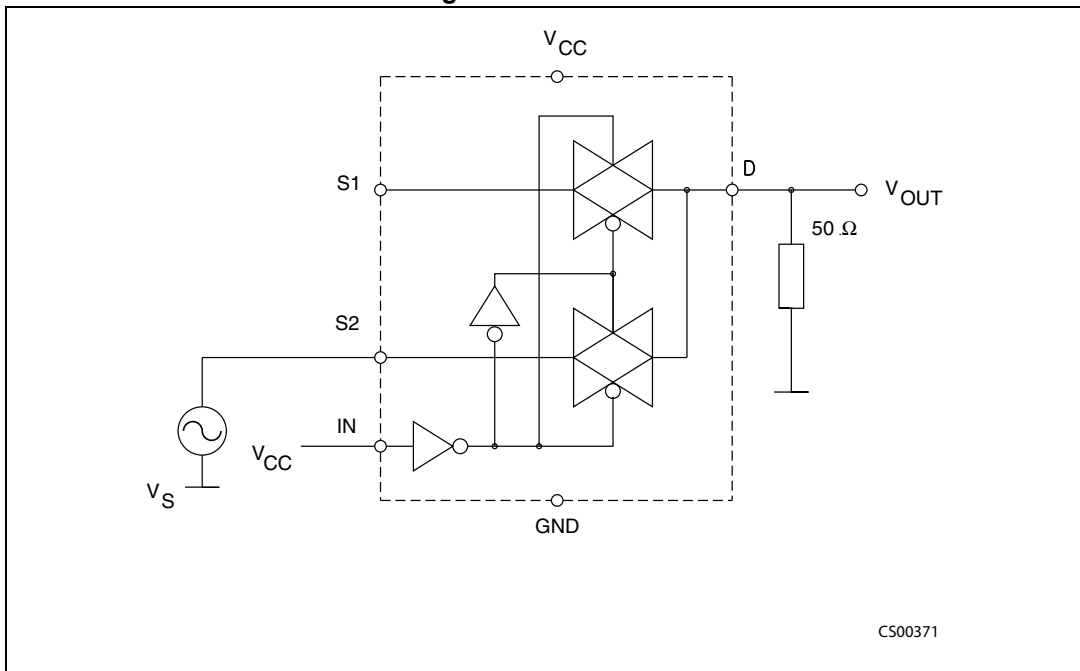 V_CC
S1
D
V_OUT
50 Ω
S2
IN
V_CC
V_S
GND
CS00371